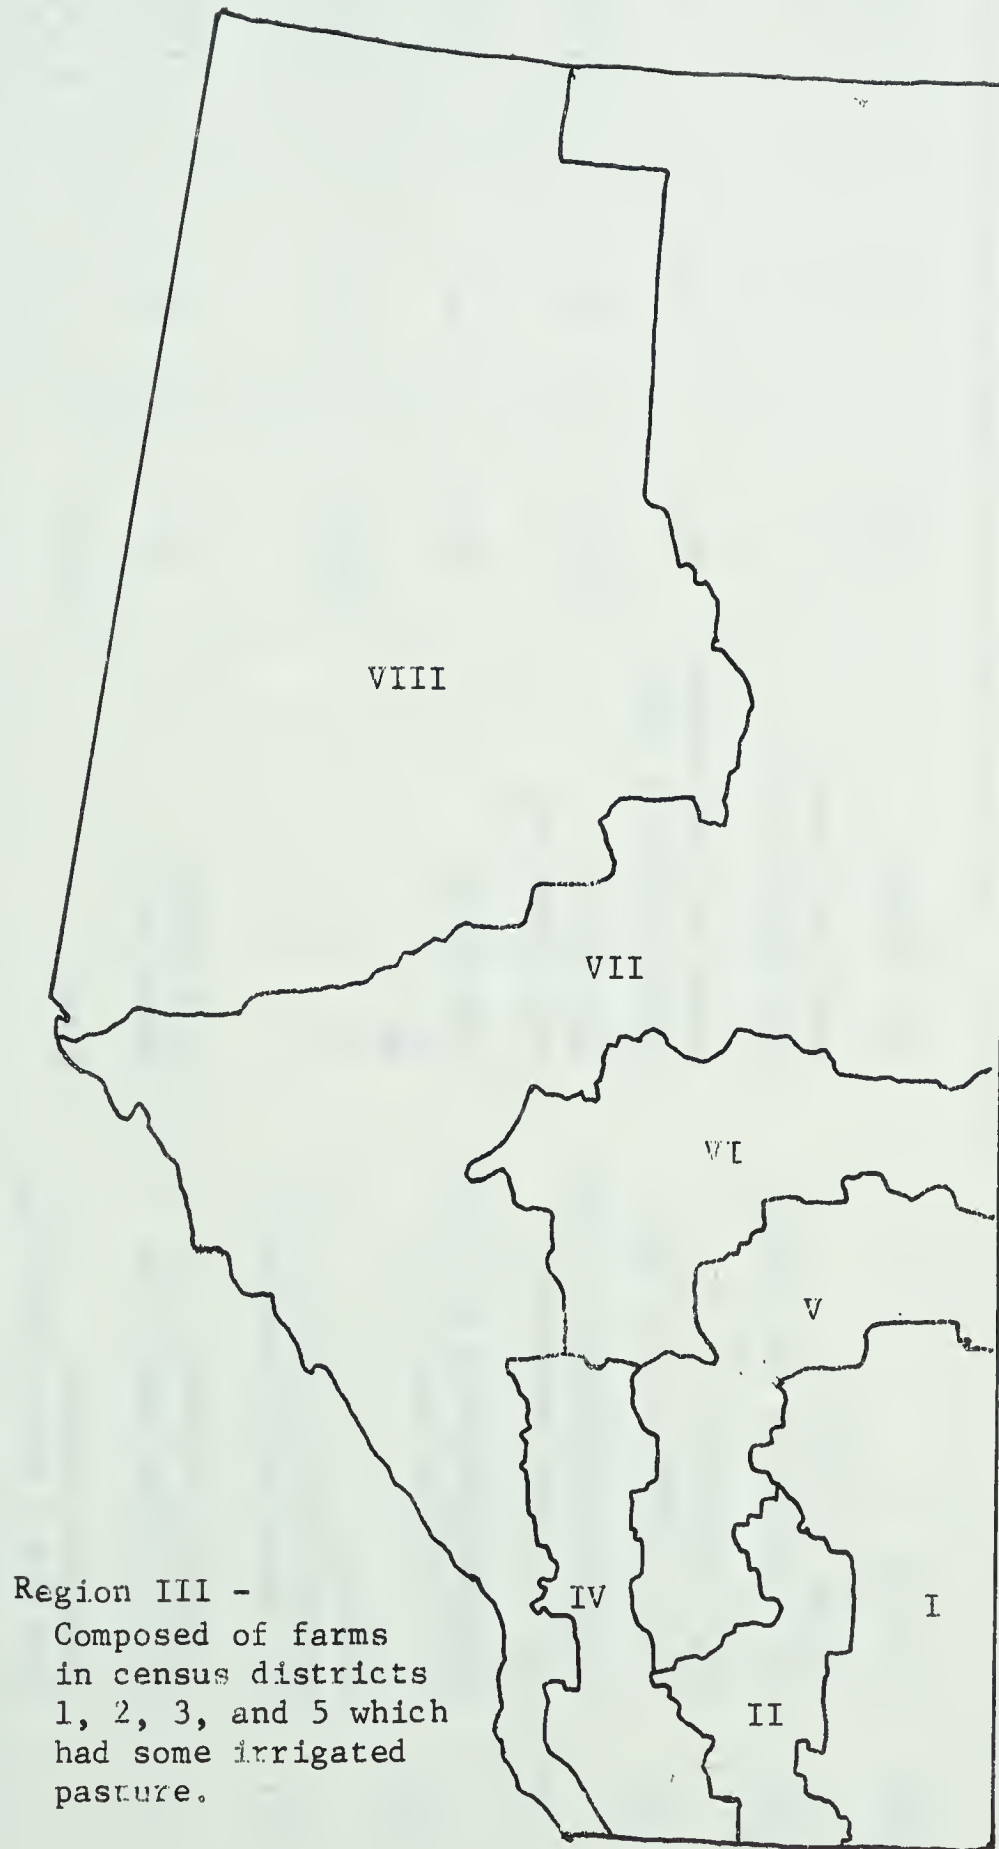 VIII
VII
VI
V
IV
I
II
Region III -
Composed of farms
in census districts
1, 2, 3, and 5 which
had some irrigated
pasture.